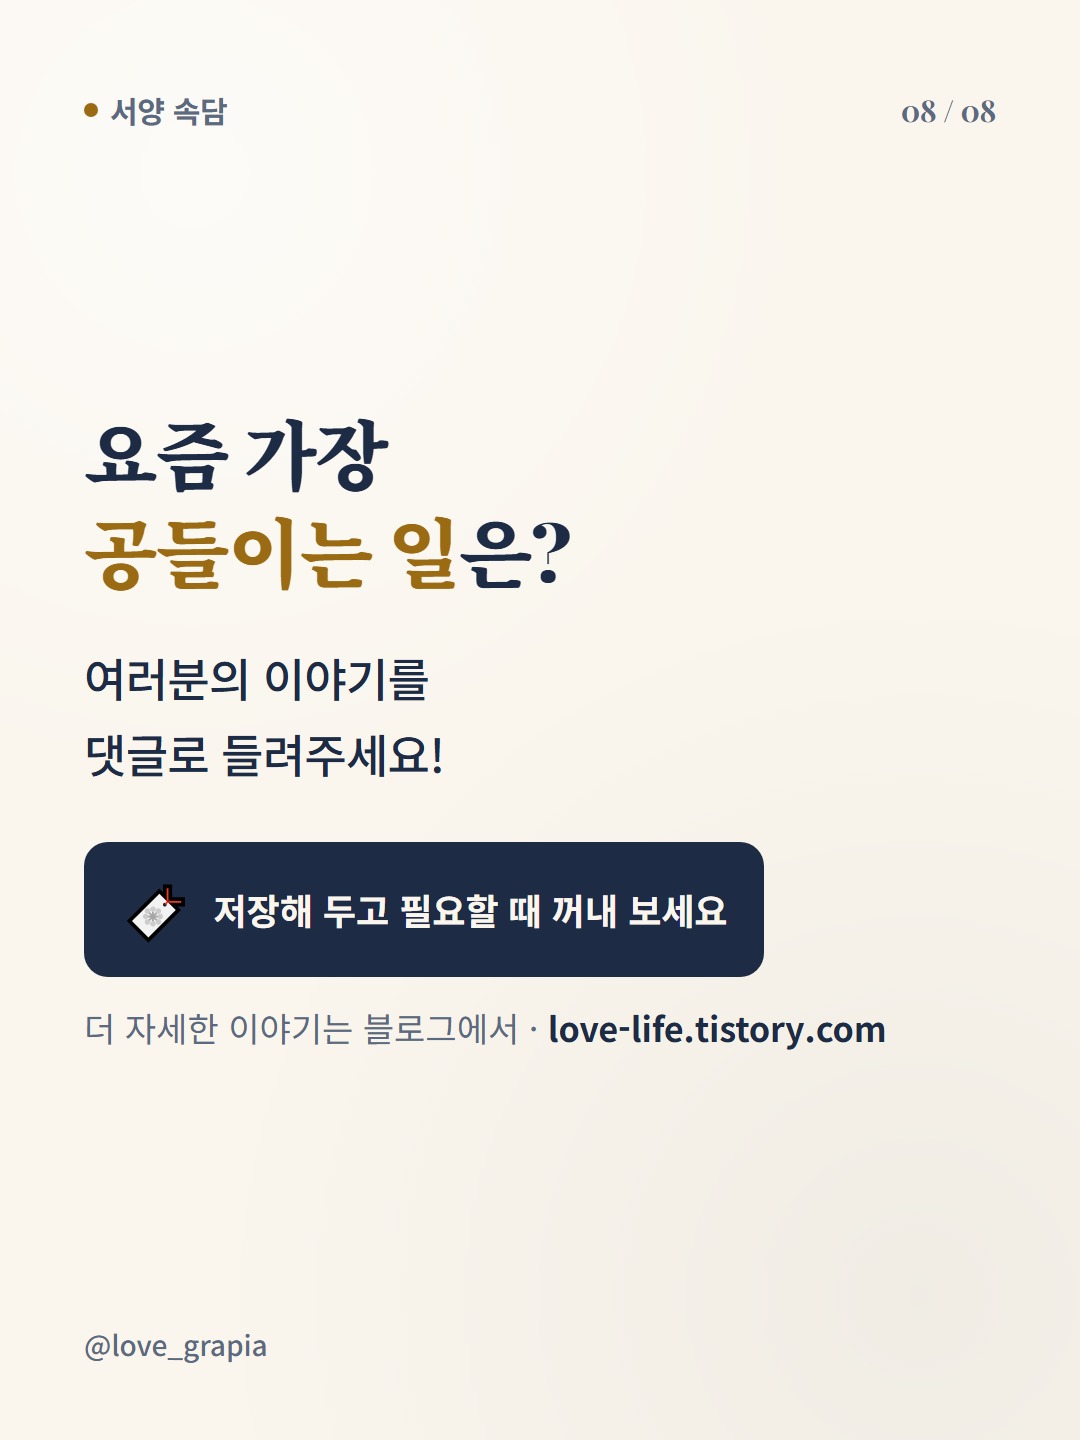 서양 속담
08 / 08
요즘 가장
공들이는 일은?
여러분의 이야기를
댓글로 들려주세요!
저장해 두고 필요할 때 꺼내 보세요
더 자세한 이야기는 블로그에서 · love-life.tistory.com
@love_grapia